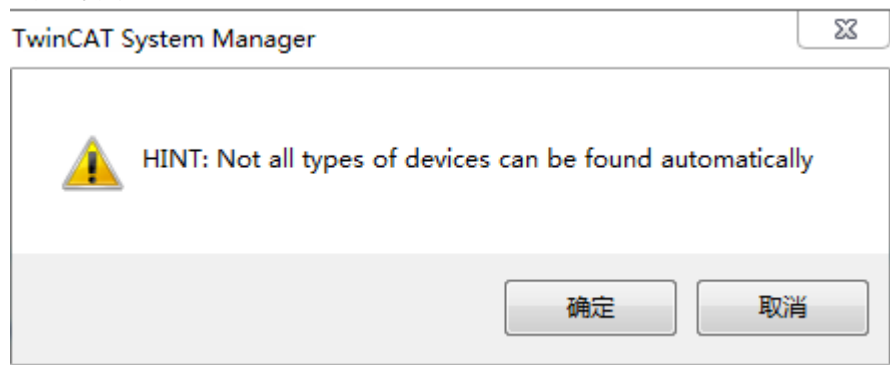 TwinCAT System Manager
HINT: Not all types of devices can be found automatically
确定
取消